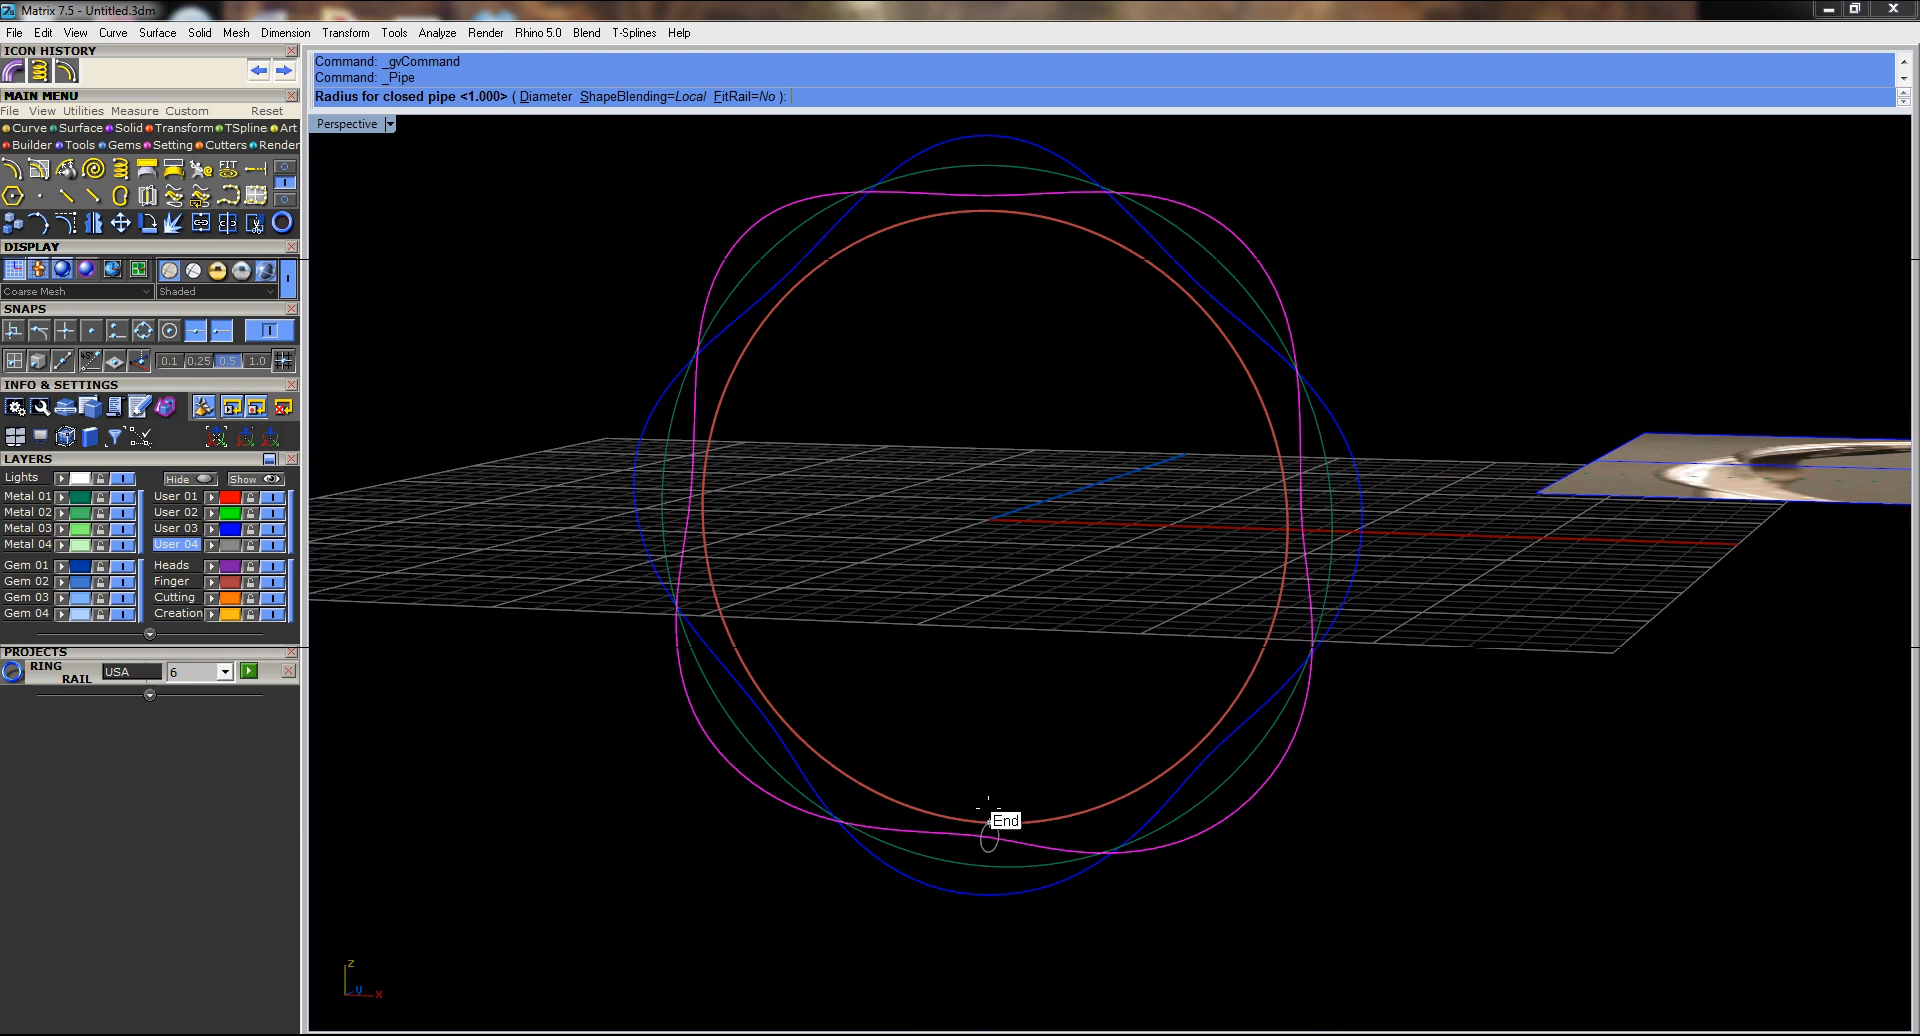 Matrix 7.5 - Untitled.3dm
File Edit View Curve Surface Solid Mesh Dimension Transform Tools Analyze Render Rhino 5.0 Blend T-Splines Help
ICON HISTORY
Command: _gvCommand
Command: _Pipe
Radius for closed pipe <1.000> ( Diameter ShapeBlending=Local FitRail=No ):
MAIN MENU
File View Utilities Measure Custom Reset
Curve Surface Solid Transform TSpline Art
Builder Tools Gems Setting Cutters Render
Perspective
FIT
DISPLAY
Coarse Mesh Shaded
SNAPS
0.1 0.25 0.5 1.0
INFO & SETTINGS
LAYERS
Lights Hide Show
Metal 01 User 01
Metal 02 User 02
Metal 03 User 03
Metal 04 User 04
Gem 01 Heads
Gem 02 Finger
Gem 03 Cutting
Gem 04 Creation
PROJECTS
RING RAIL USA 6
End
z
y x